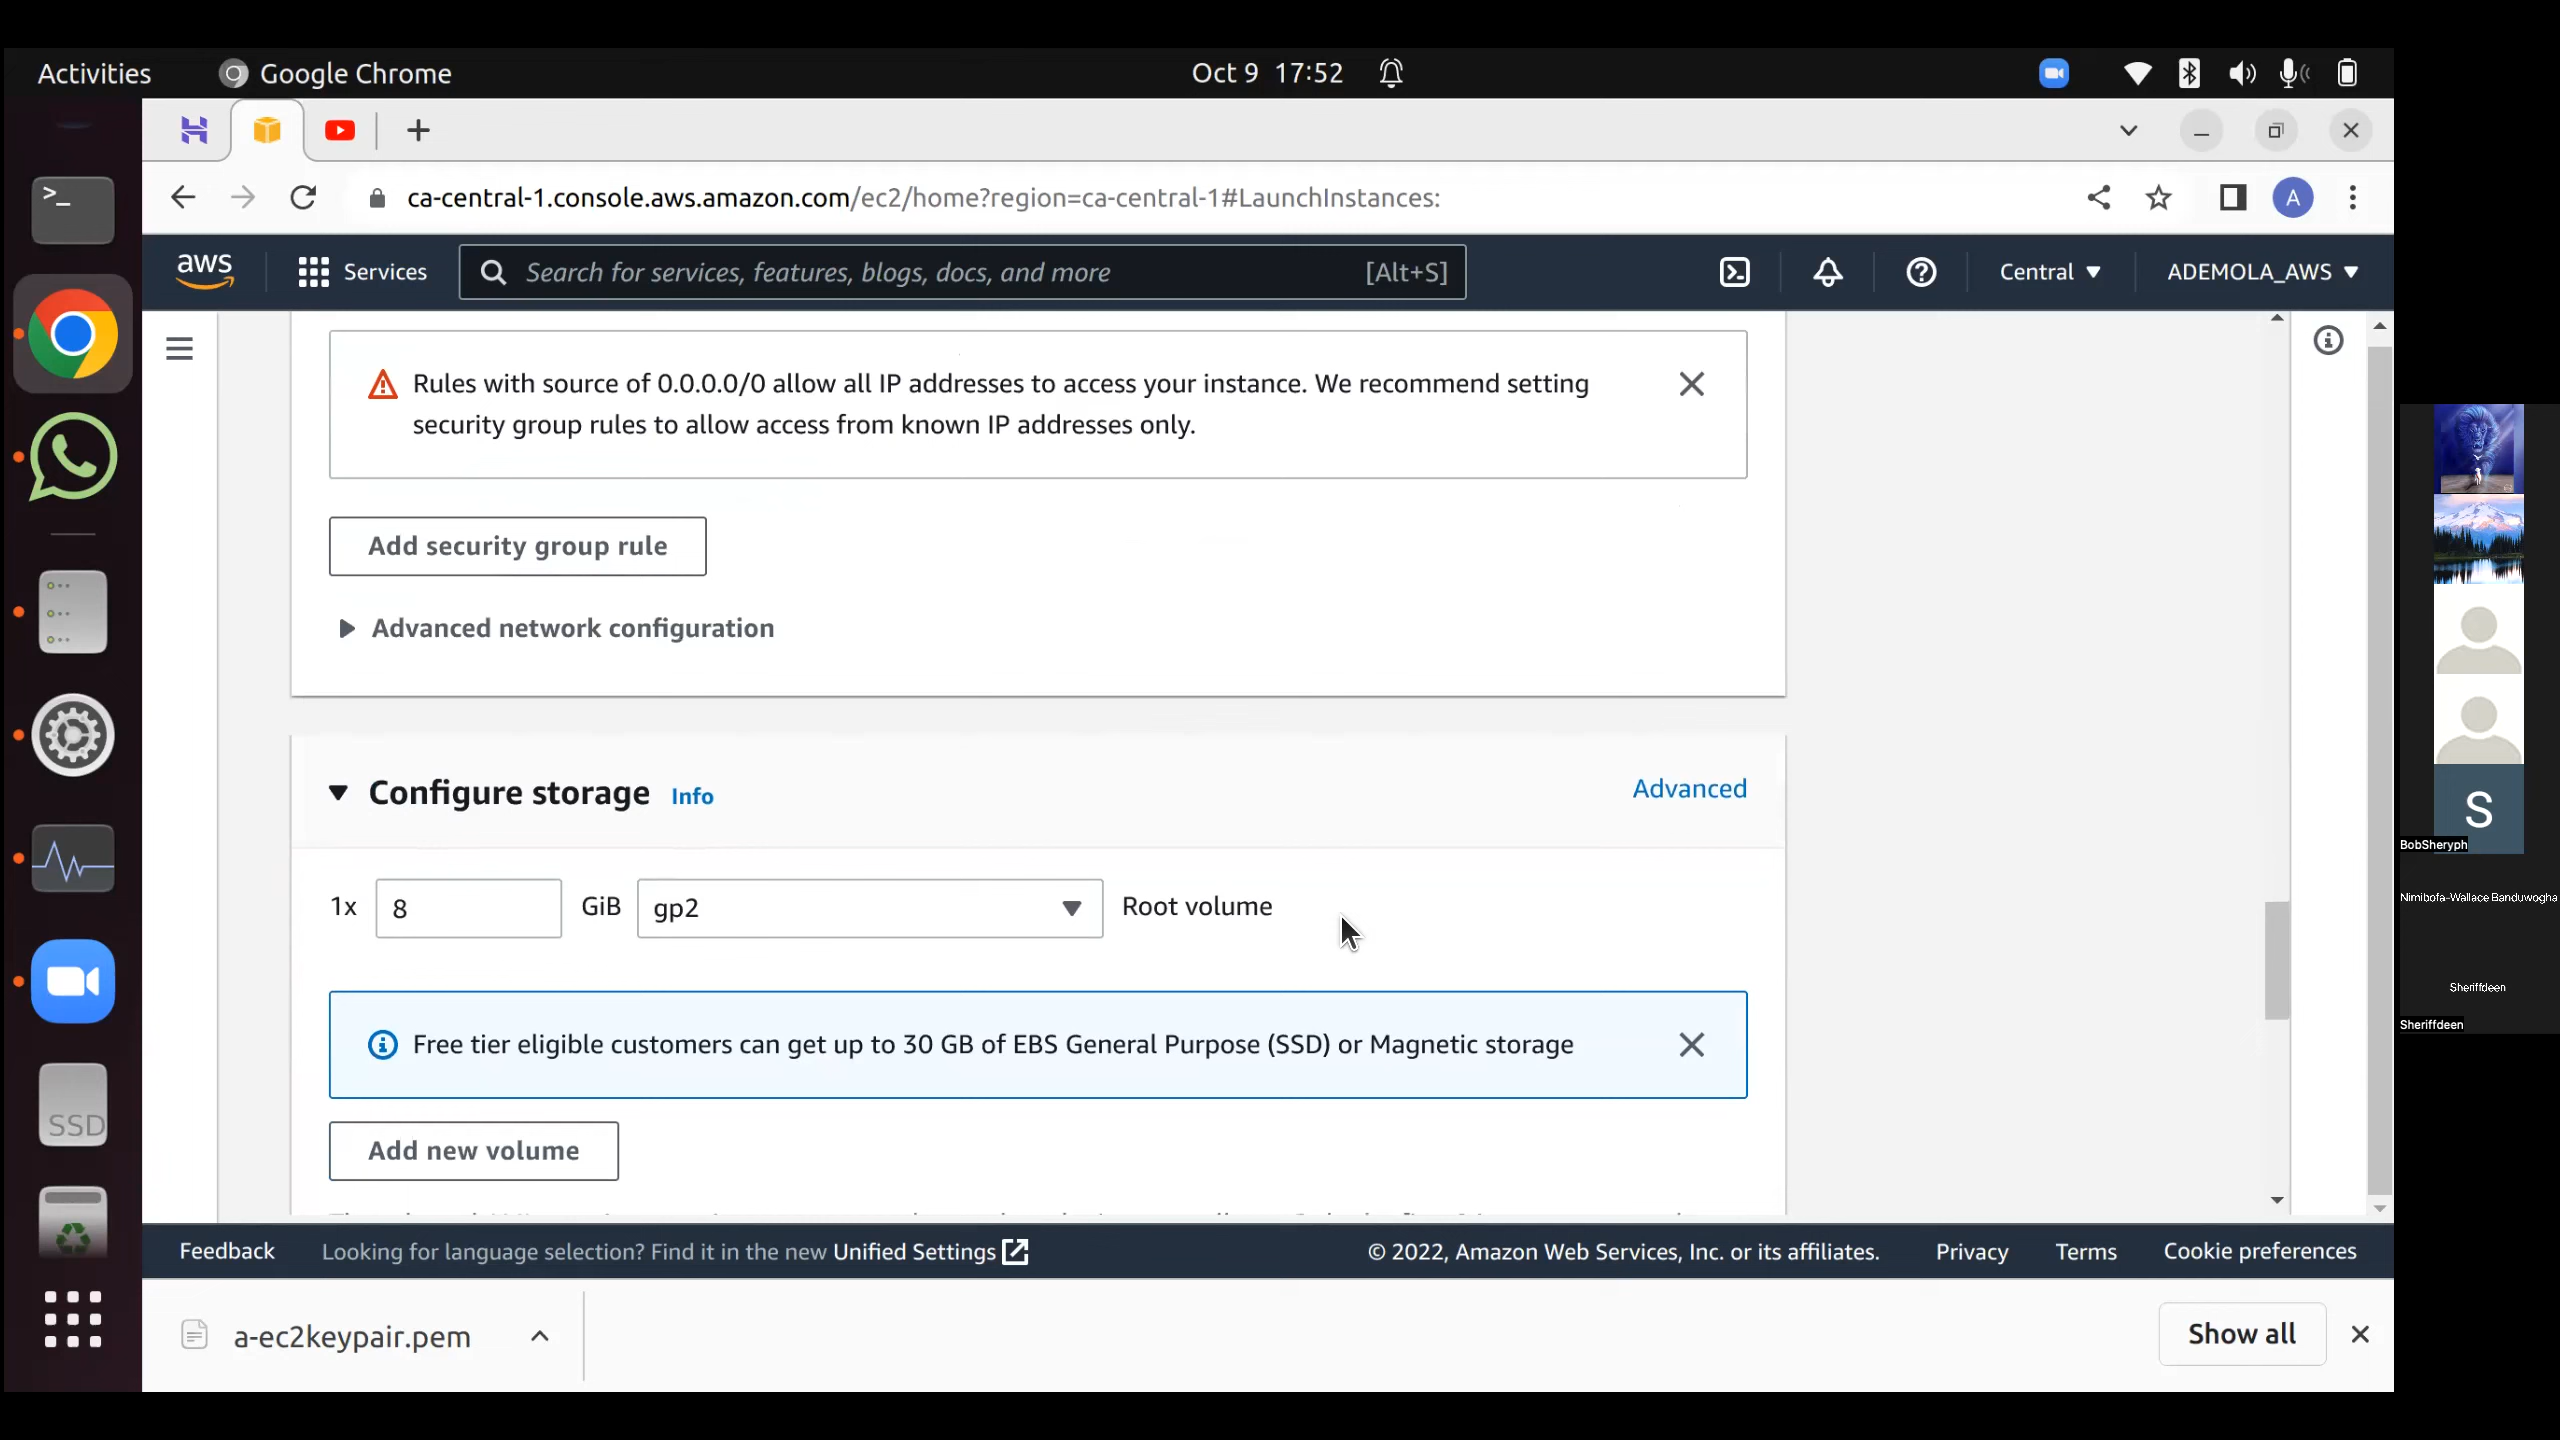 Activities
Google Chrome
Oct 9 17:52
ca-central-1.console.aws.amazon.com/ec2/home?region=ca-central-1#LaunchInstances:
A
aws
Services
Search for services, features, blogs, docs, and more
[Alt+S]
Central
ADEMOLA_AWS
Rules with source of 0.0.0.0/0 allow all IP addresses to access your instance. We recommend setting
security group rules to allow access from known IP addresses only.
Add security group rule
Advanced network configuration
Configure storage Info
Advanced
1x 8 GiB gp2 Root volume
Free tier eligible customers can get up to 30 GB of EBS General Purpose (SSD) or Magnetic storage
Add new volume
Feedback
Looking for language selection? Find it in the new Unified Settings
© 2022, Amazon Web Services, Inc. or its affiliates.
Privacy
Terms
Cookie preferences
a-ec2keypair.pem
Show all
SSD
S
BobSheryph
Nimibofa-Wallace Banduwogha
Sheriffdeen
Sheriffdeen